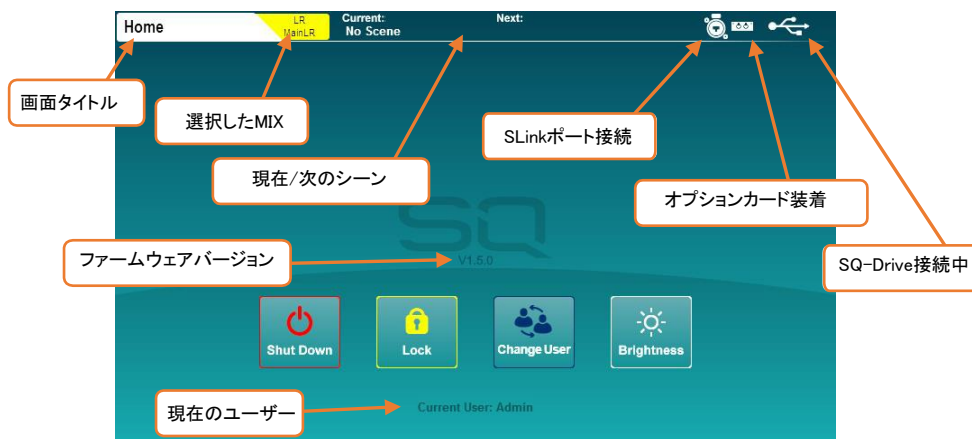 Home
LR
MainLR
Current:
No Scene
Next:
画面タイトル
選択したMIX
SLinkポート接続
現在/次のシーン
オプションカード装着
SQ
ファームウェアバージョン
V1.5.0
SQ-Drive接続中
Shut Down
Lock
Change User
Brightness
現在のユーザー
Current User: Admin